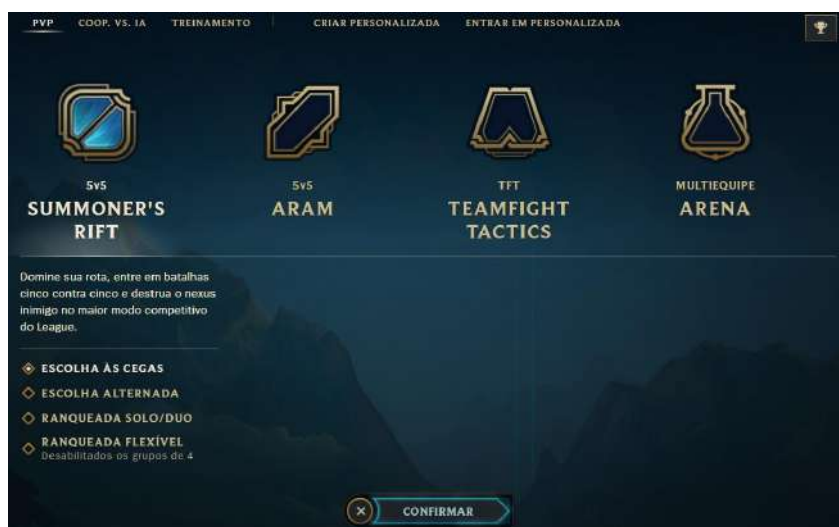 PVP
COOP. VS. IA
TREINAMENTO
CRIAR PERSONALIZADA
ENTRAR EM PERSONALIZADA
5v5
SUMMONER'S
RIFT
5v5
ARAM
TFT
TEAMFIGHT
TACTICS
MULTIEQUIPE
ARENA
Domine sua rota, entre em batalhas
cinco contra cinco e destrua o nexus
inimigo no maior modo competitivo
do League.
ESCOLHA ÀS CEGAS
ESCOLHA ALTERNADA
RANQUEADA SOLO/DUO
RANQUEADA FLEXÍVEL
Desabilitados os grupos de 4
CONFIRMAR